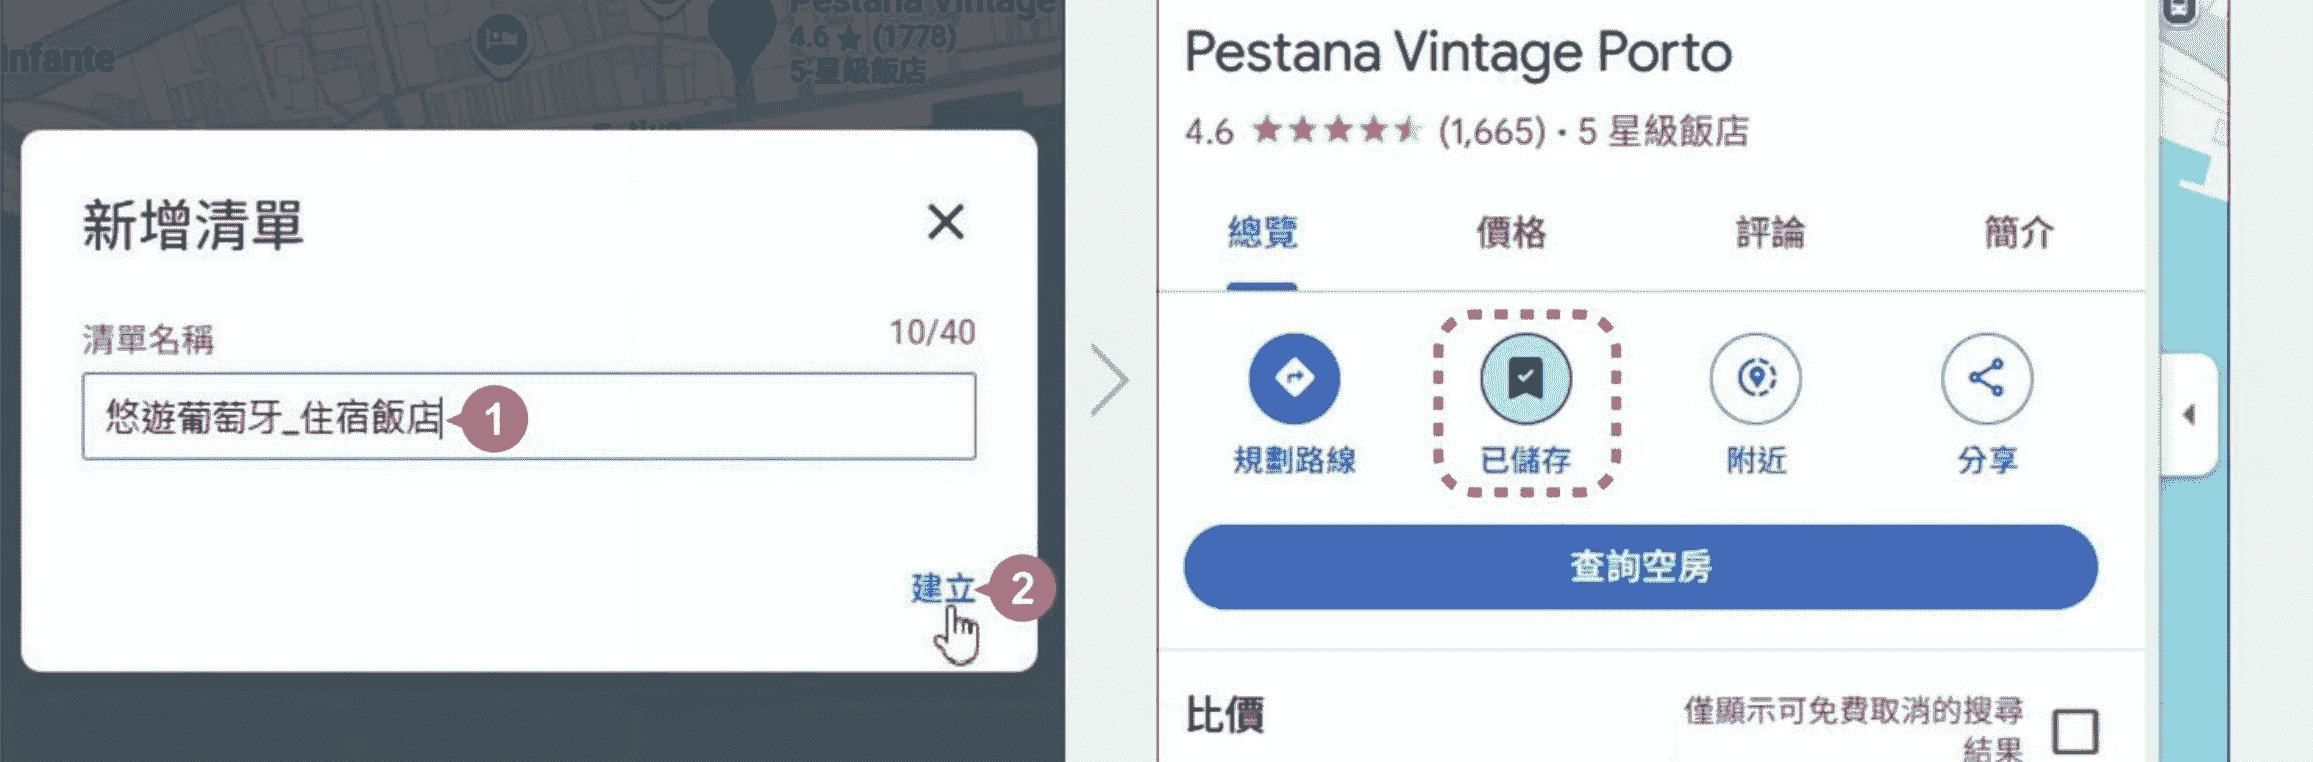 Pestana Vintage
4.6 ★ (1778)
5 星級飯店
Infante
新增清單
清單名稱
10/40
悠遊葡萄牙_住宿飯店
1
建立
2
Pestana Vintage Porto
4.6 ★★★★⯪ (1,665) · 5 星級飯店
總覽 價格 評論 簡介
規劃路線 已儲存 附近 分享
查詢空房
比價
僅顯示可免費取消的搜尋
結果